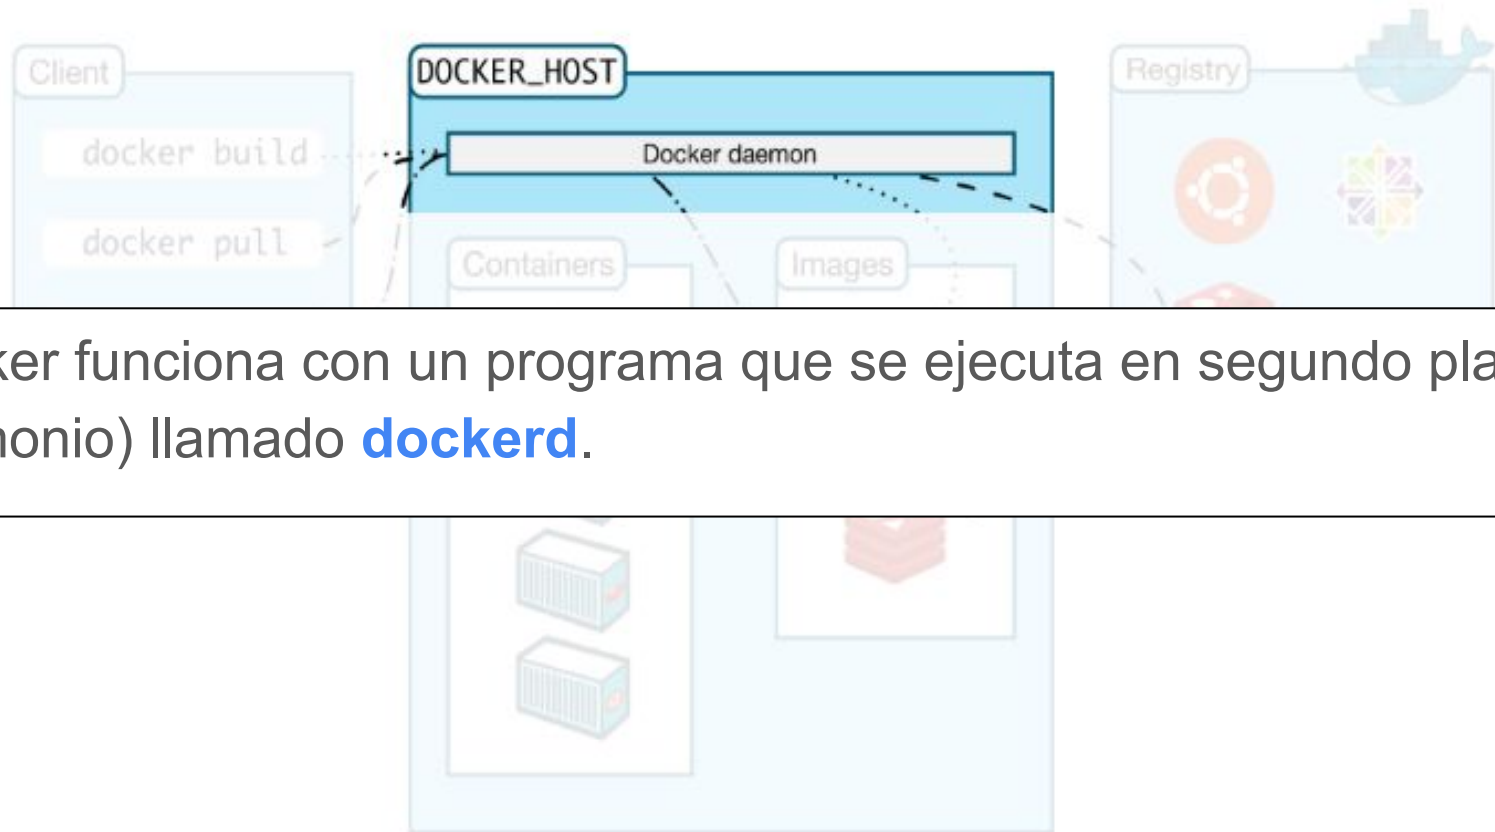 Client
DOCKER_HOST
Registry
docker build
Docker daemon
docker pull
Containers
Images
ker funciona con un programa que se ejecuta en segundo pla
onio) llamado dockerd.